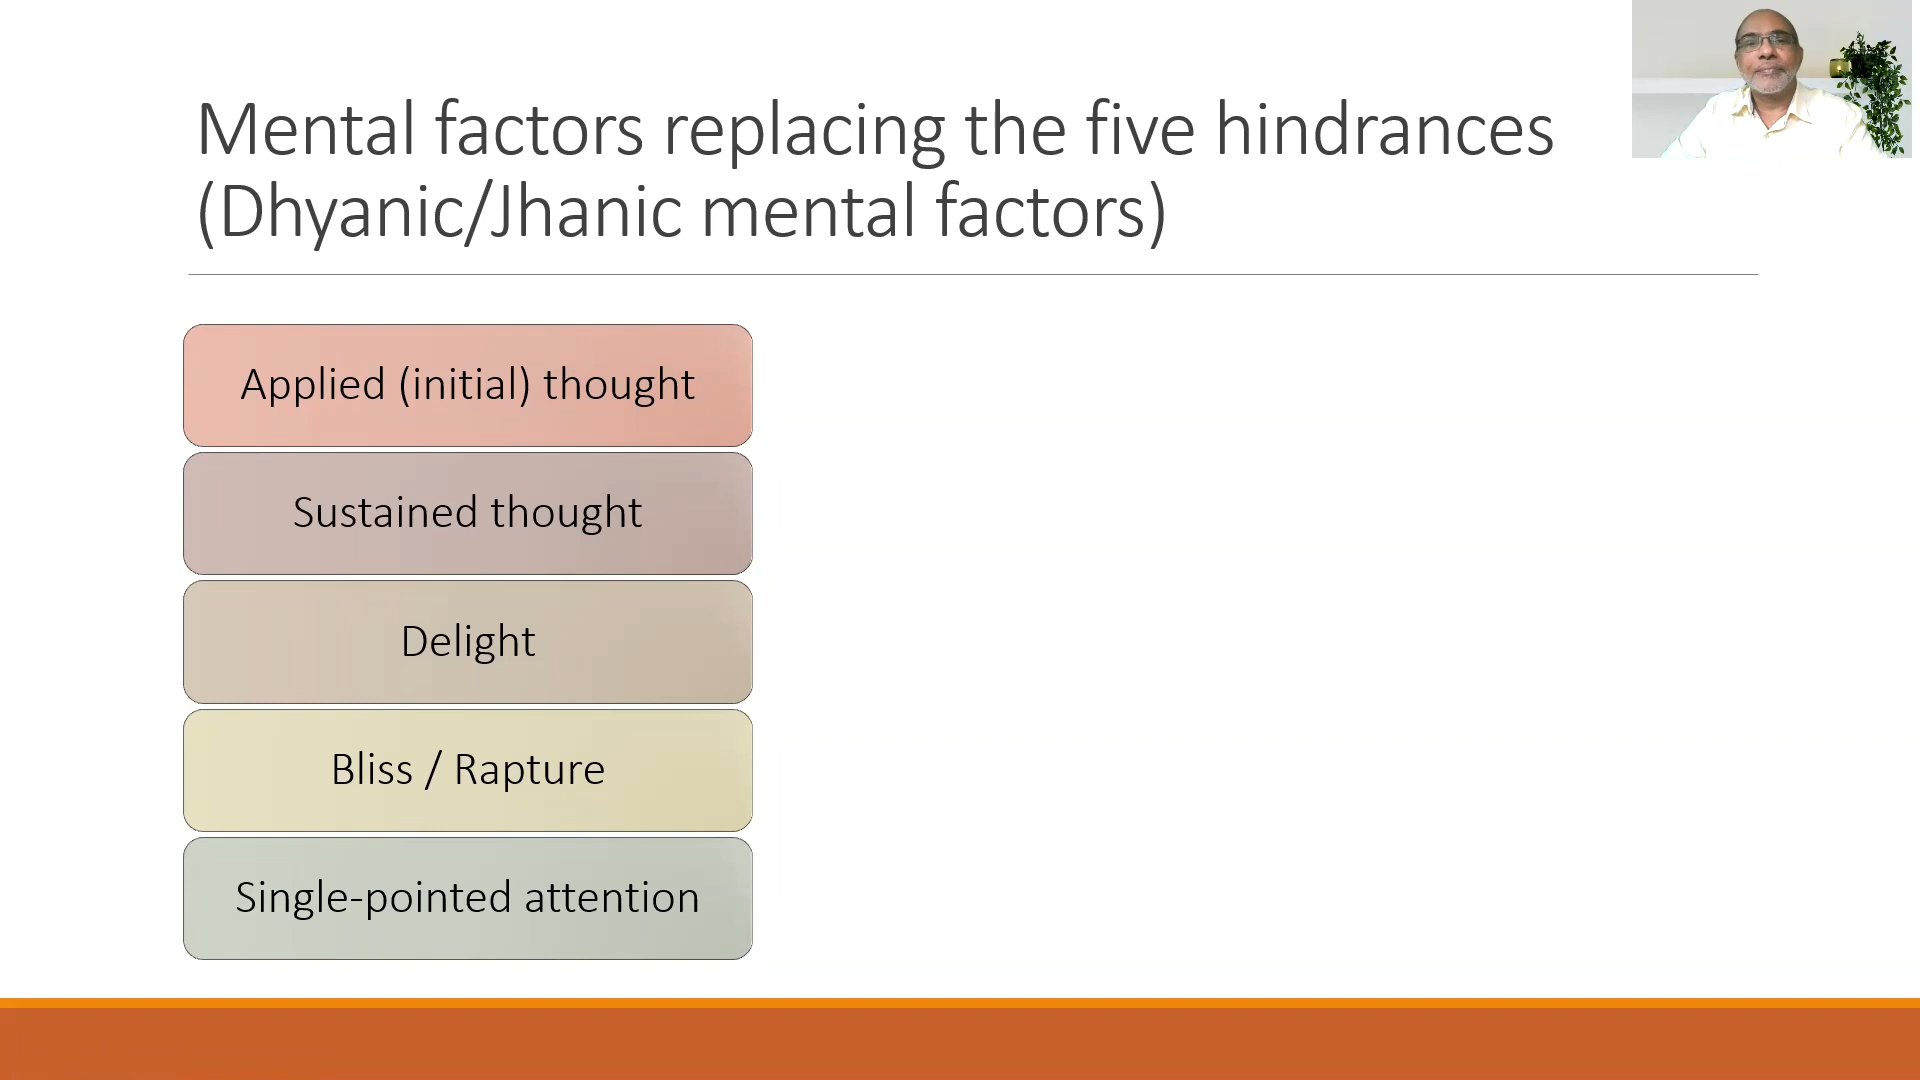 Mental factors replacing the five hindrances
(Dhyanic/Jhanic mental factors)
Applied (initial) thought
Sustained thought
Delight
Bliss / Rapture
Single-pointed attention